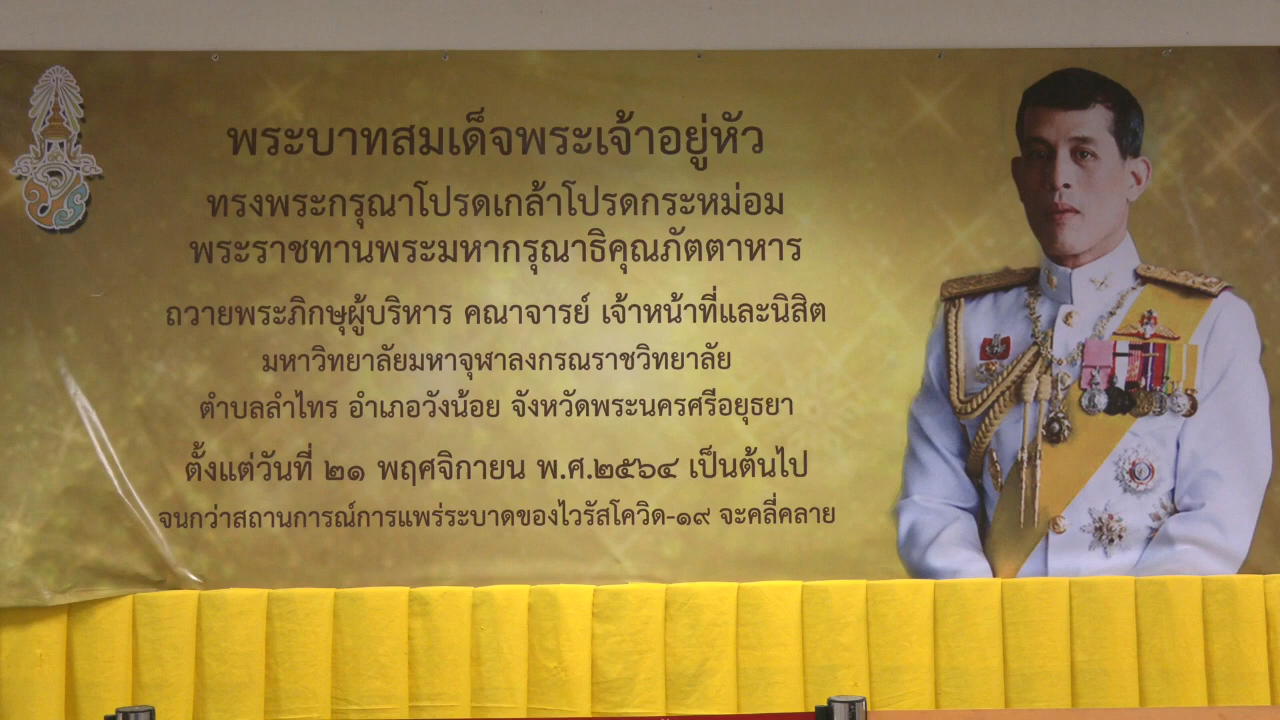 พระบาทสมเด็จพระเจ้าอยู่หัว
ทรงพระกรุณาโปรดเกล้าโปรดกระหม่อม
พระราชทานพระมหากรุณาธิคุณภัตตาหาร
ถวายพระภิกษุผู้บริหาร คณาจารย์ เจ้าหน้าที่และนิสิต
มหาวิทยาลัยมหาจุฬาลงกรณราชวิทยาลัย
ตำบลลำไทร อำเภอวังน้อย จังหวัดพระนครศรีอยุธยา
ตั้งแต่วันที่ ๒๑ พฤศจิกายน พ.ศ.๒๕๖๔ เป็นต้นไป
จนกว่าสถานการณ์การแพร่ระบาดของไวรัสโควิด-๑๙ จะคลี่คลาย